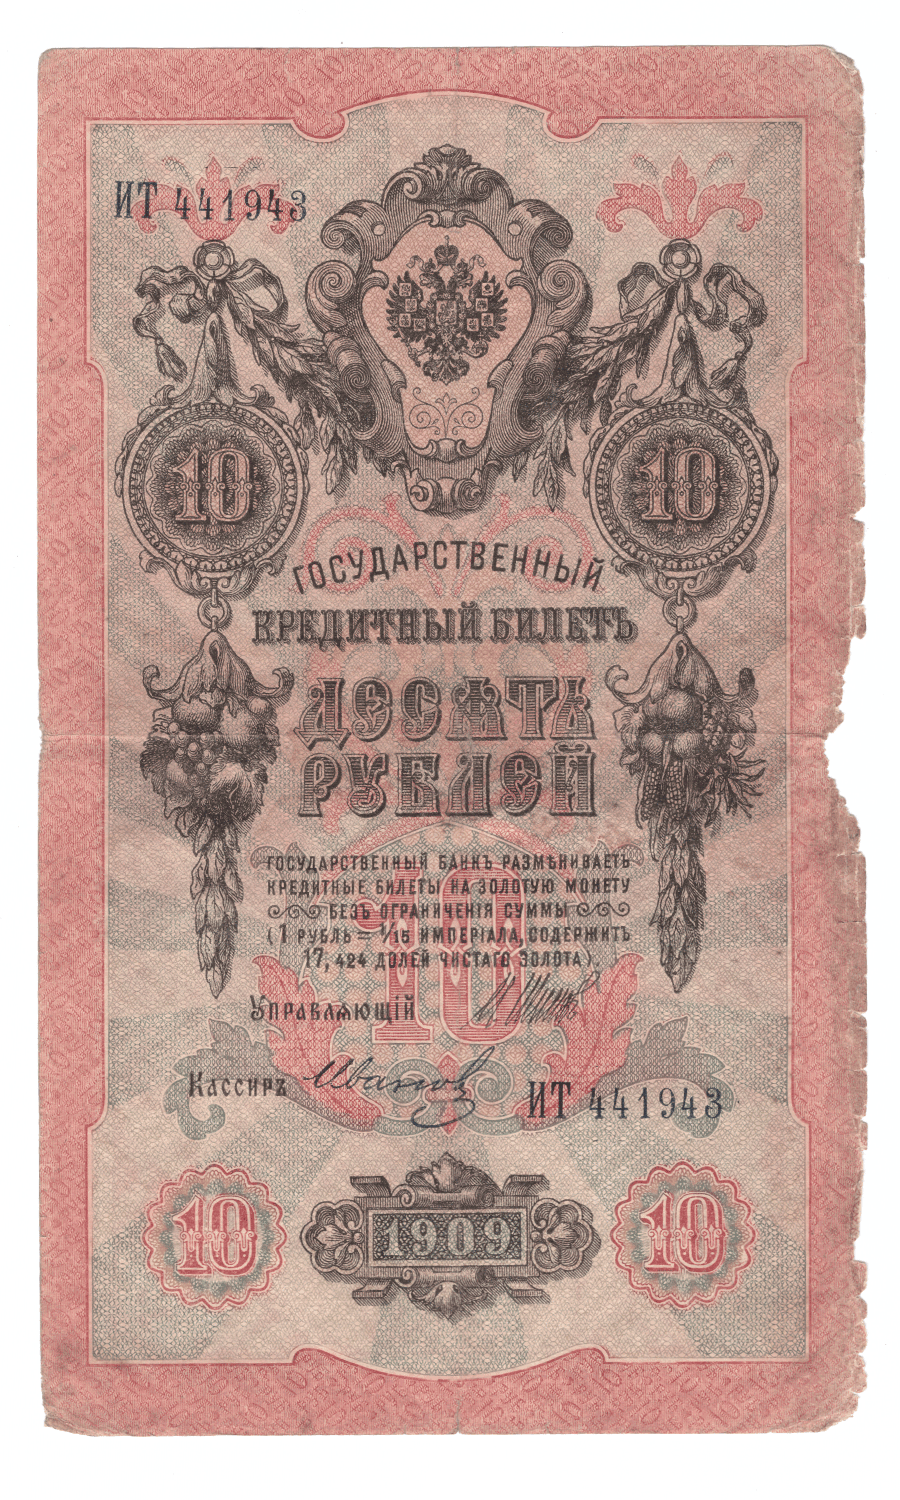 ИТ 441943
10 10
ГОСУДАРСТВЕННЫЙ
КРЕДИТНЫЙ БИЛЕТЪ
ДЕСЯТЬ
РУБЛЕЙ
ГОСУДАРСТВЕННЫЙ БАНКЪ РАЗМѢНИВАЕТЪ
КРЕДИТНЫЕ БИЛЕТЫ НА ЗОЛОТУЮ МОНЕТУ
БЕЗЪ ОГРАНИЧЕНІЯ СУММЫ
(1 РУБЛЬ = 1/15 ИМПЕРІАЛА, СОДЕРЖИТЪ
17,424 ДОЛЕЙ ЧИСТАГО ЗОЛОТА).
10
УПРАВЛЯЮЩІЙ
КАССИРЪ Иванов
ИТ 441943
10 1909 10